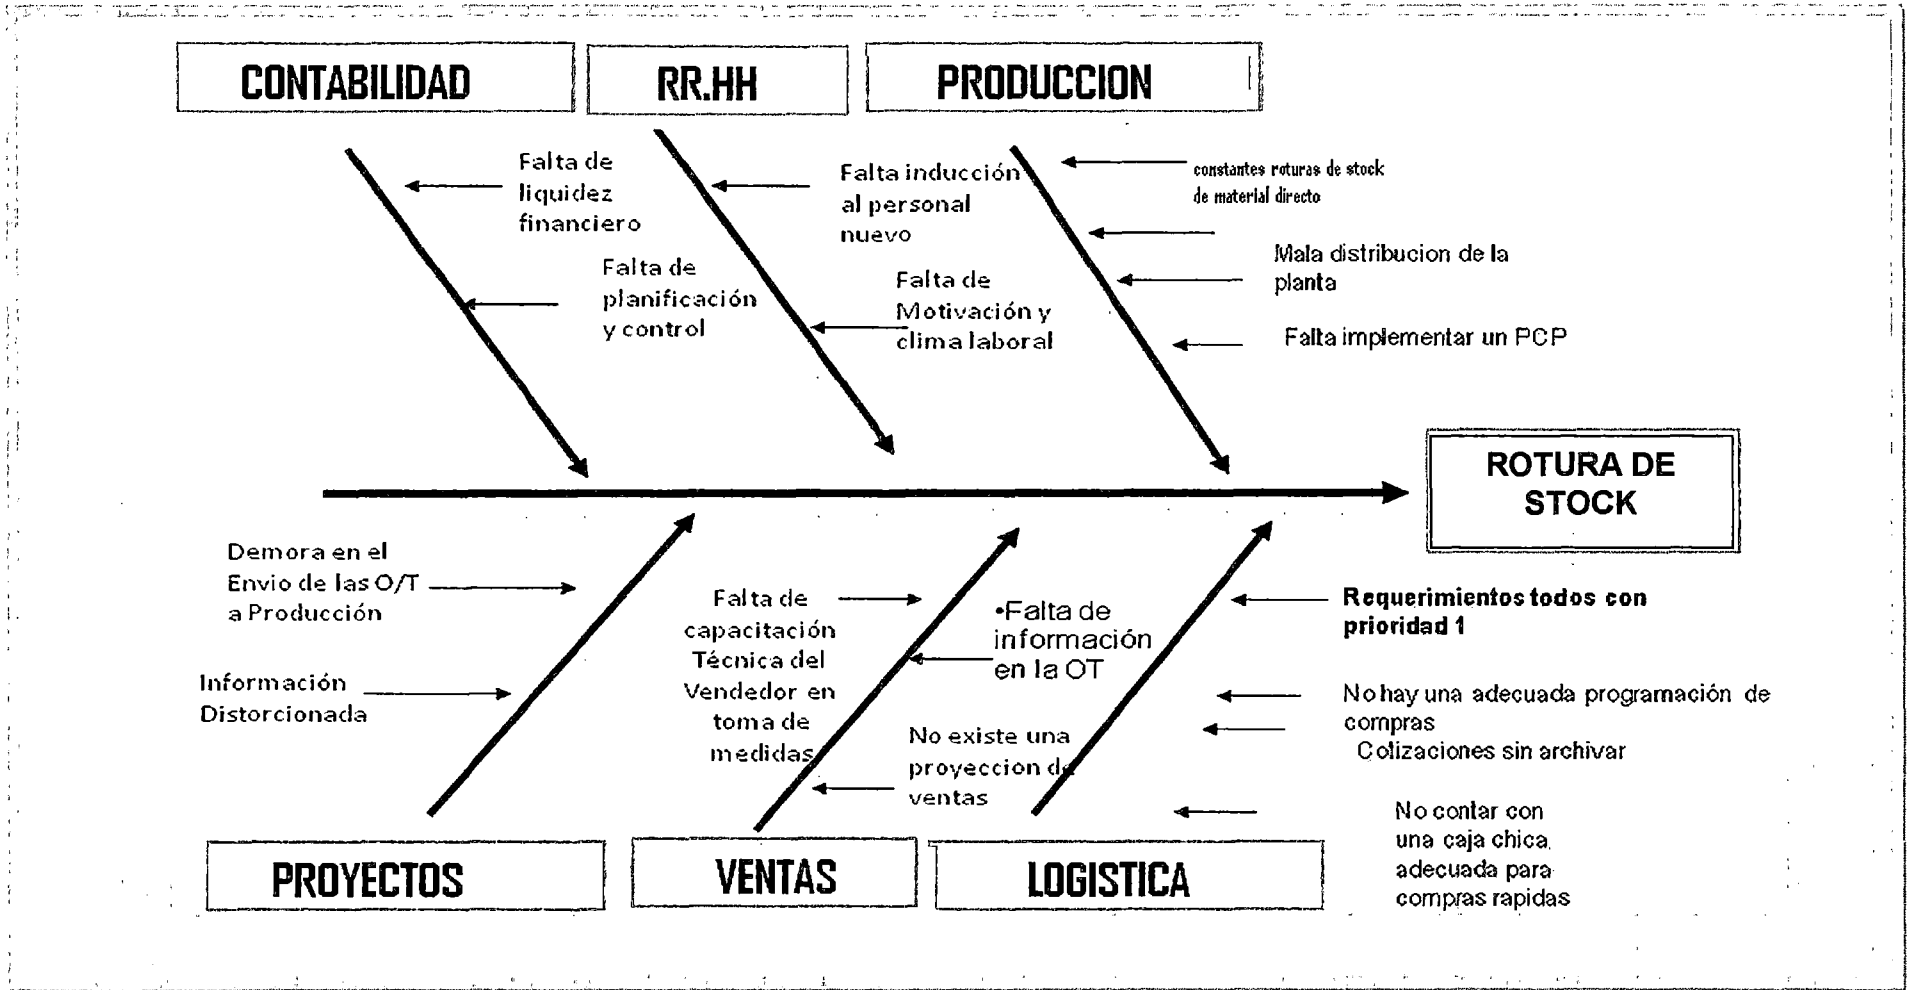 CONTABILIDAD
RR.HH
PRODUCCION
Falta de
liquidez
financiero
Falta de
planificación
y control
Falta inducción
al personal
nuevo
Falta de
Motivación y
clima laboral
constantes roturas de stock
de material directo
Mala distribucion de la
planta
Falta implementar un PCP
ROTURA DE
STOCK
Demora en el
Envio de las O/T
a Producción
Información
Distorcionada
Falta de
capacitación
Técnica del
Vendedor en
toma de
medidas
•Falta de
información
en la OT
No existe una
proyeccion de
ventas
Requerimientos todos con
prioridad 1
No hay una adecuada programación de
compras
Cotizaciones sin archivar
No contar con
una caja chica
adecuada para
compras rapidas
PROYECTOS
VENTAS
LOGISTICA